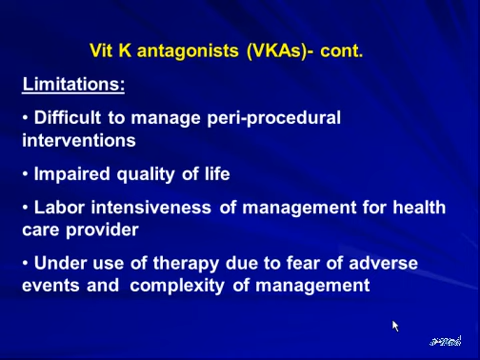 Vit K antagonists (VKAs)- cont.
Limitations:
• Difficult to manage peri-procedural
interventions
• Impaired quality of life
• Labor intensiveness of management for health
care provider
• Under use of therapy due to fear of adverse
events and complexity of management